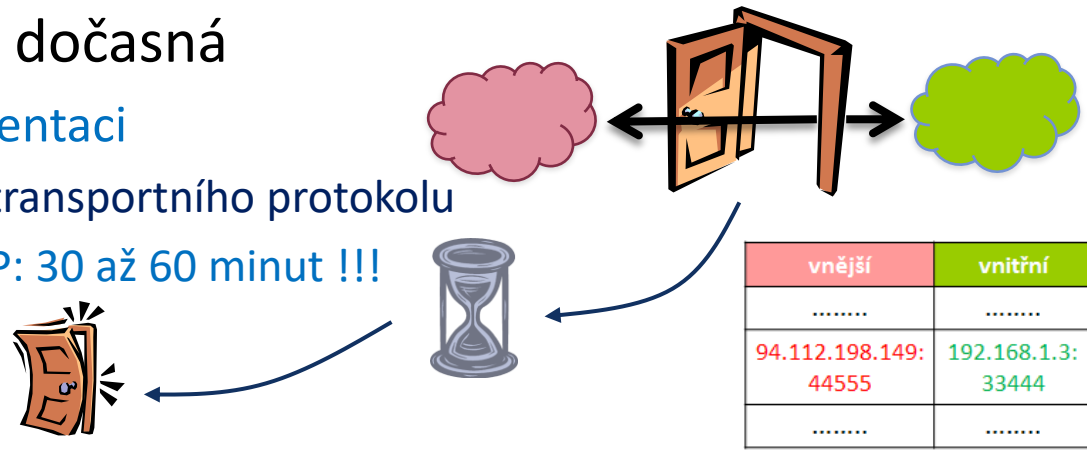 dočasná
entaci
transportního protokolu
P: 30 až 60 minut !!!
vnější vnitřní
........ ........
94.112.198.149: 192.168.1.3:
44555 33444
........ ........